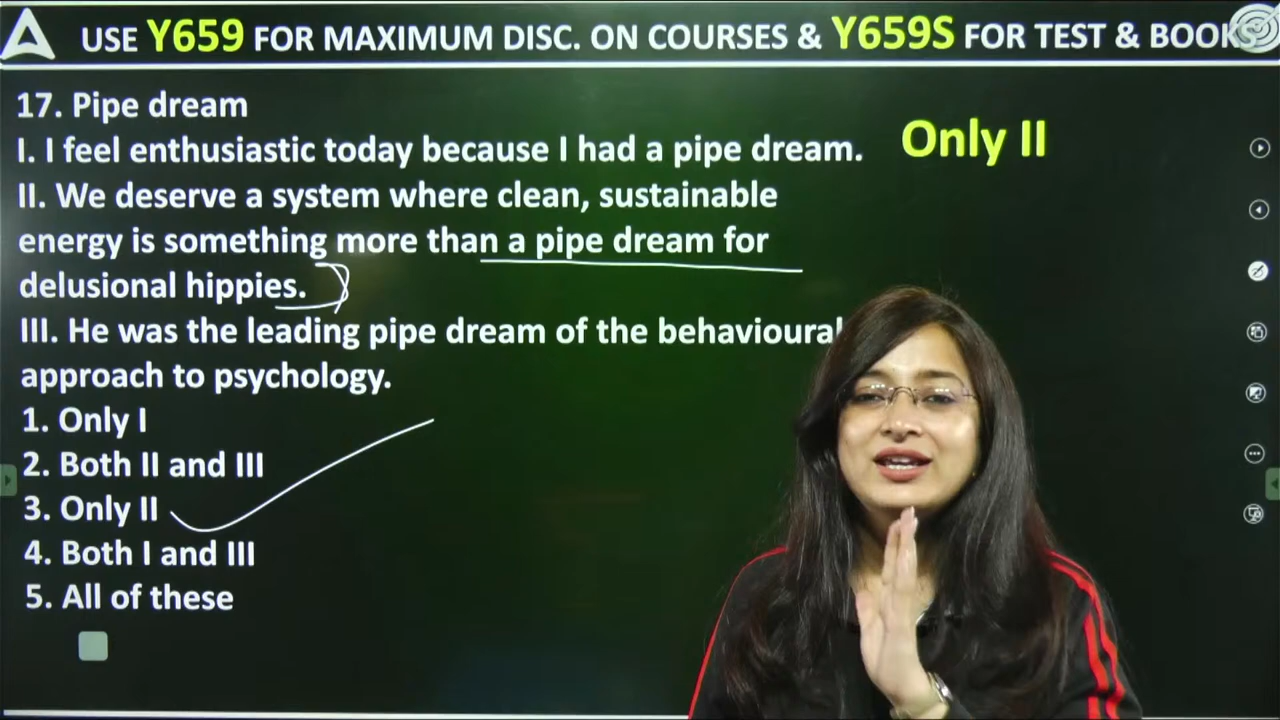 USE Y659 FOR MAXIMUM DISC. ON COURSES & Y659S FOR TEST & BOOKS
17. Pipe dream
I. I feel enthusiastic today because I had a pipe dream.
Only II
II. We deserve a system where clean, sustainable
energy is something more than a pipe dream for
delusional hippies.
III. He was the leading pipe dream of the behavioural
approach to psychology.
1. Only I
2. Both II and III
3. Only II
4. Both I and III
5. All of these